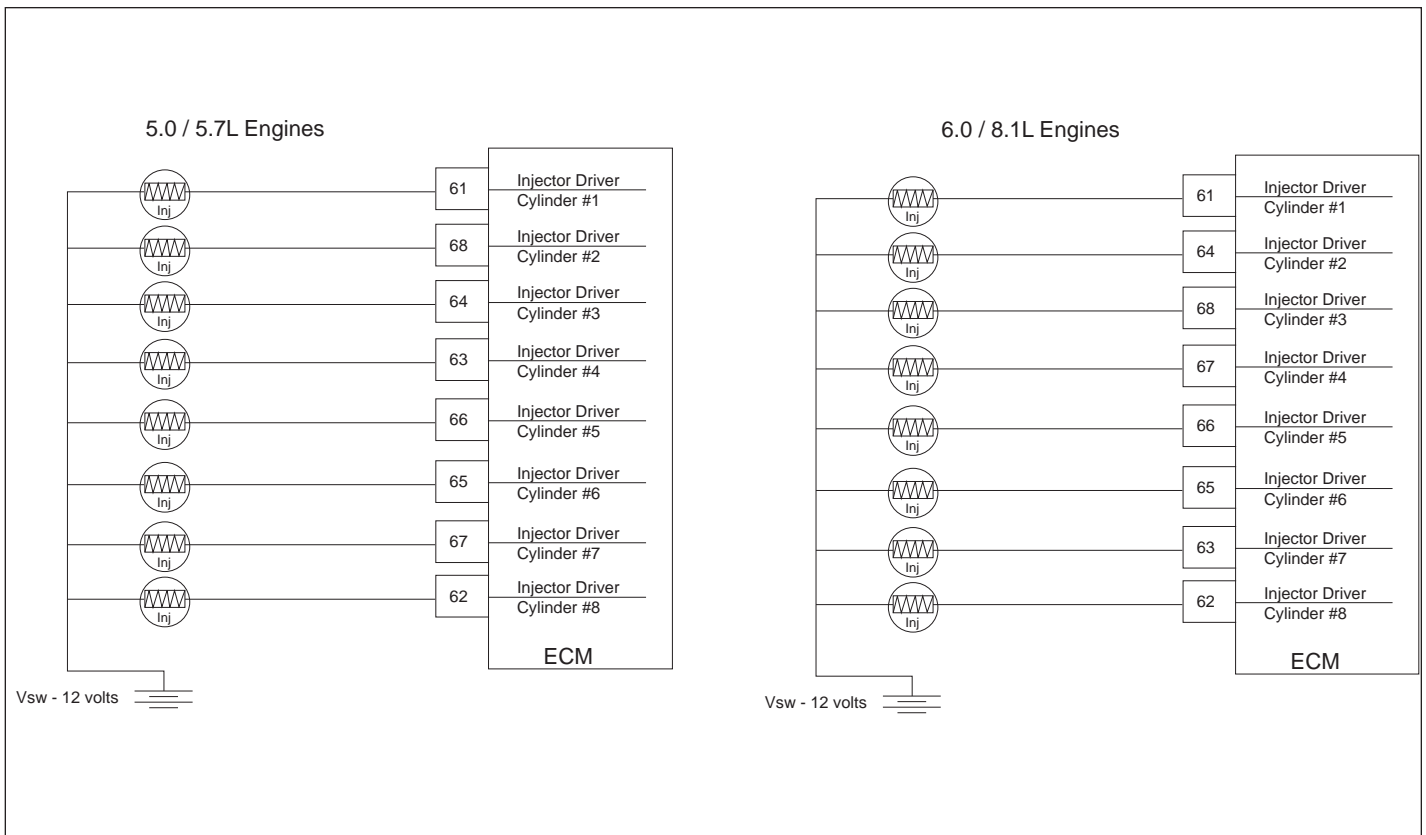 5.0 / 5.7L Engines
Inj
61
Injector Driver
Cylinder #1
Inj
68
Injector Driver
Cylinder #2
Inj
64
Injector Driver
Cylinder #3
Inj
63
Injector Driver
Cylinder #4
Inj
66
Injector Driver
Cylinder #5
Inj
65
Injector Driver
Cylinder #6
Inj
67
Injector Driver
Cylinder #7
Inj
62
Injector Driver
Cylinder #8
ECM
Vsw - 12 volts
6.0 / 8.1L Engines
Inj
61
Injector Driver
Cylinder #1
Inj
64
Injector Driver
Cylinder #2
Inj
68
Injector Driver
Cylinder #3
Inj
67
Injector Driver
Cylinder #4
Inj
66
Injector Driver
Cylinder #5
Inj
65
Injector Driver
Cylinder #6
Inj
63
Injector Driver
Cylinder #7
Inj
62
Injector Driver
Cylinder #8
ECM
Vsw - 12 volts